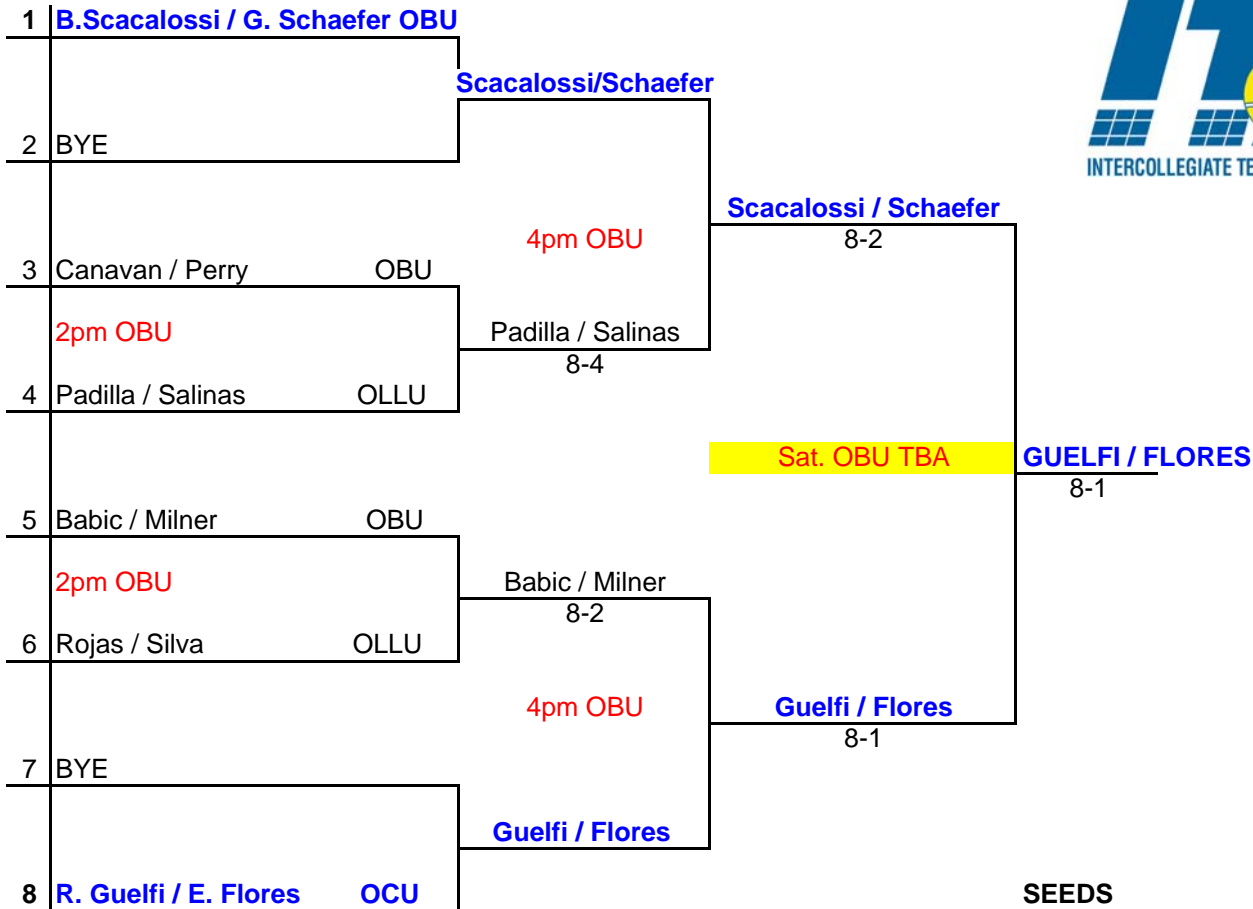 1 B.Scacalossi / G. Schaefer OBU
Scacalossi/Schaefer
2 BYE
INTERCOLLEGIATE
Scacalossi / Schaefer
4pm OBU 8-2
3 Canavan / Perry OBU
2pm OBU Padilla / Salinas
8-4
4 Padilla / Salinas OLLU
Sat. OBU TBA GUELFI / FLORES
8-1
5 Babic / Milner OBU
2pm OBU Babic / Milner
8-2
6 Rojas / Silva OLLU
4pm OBU Guelfi / Flores
8-1
7 BYE
Guelfi / Flores
8 R. Guelfi / E. Flores OCU SEEDS